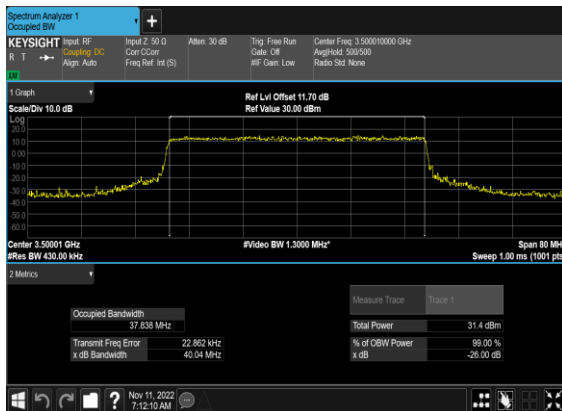 Spectrum Analyzer 1
Occupied BW
KEYSIGHT
R T
LXI
Input: RF
Coupling: DC
Align: Auto
Input Z: 50 Ω
Corr CCorr
Freq Ref: Int (S)
Atten: 30 dB
Trig: Free Run
Gate: Off
#IF Gain: Low
Center Freq: 3.500010000 GHz
Avg|Hold: 500/500
Radio Std: None
1 Graph
Scale/Div 10.0 dB
Ref Lvl Offset 11.70 dB
Ref Value 30.00 dBm
Log
20.0
10.0
0.00
-10.0
-20.0
-30.0
-40.0
-50.0
-60.0
Center 3.50001 GHz
#Res BW 430.00 kHz
#Video BW 1.3000 MHz*
Span 80 MH
Sweep 1.00 ms (1001 pts
2 Metrics
Measure Trace
Trace 1
Occupied Bandwidth
37.838 MHz
Total Power
31.4 dBm
Transmit Freq Error
22.862 kHz
% of OBW Power
99.00 %
x dB Bandwidth
40.04 MHz
x dB
-26.00 dB
?
Nov 11, 2022
7:12:10 AM